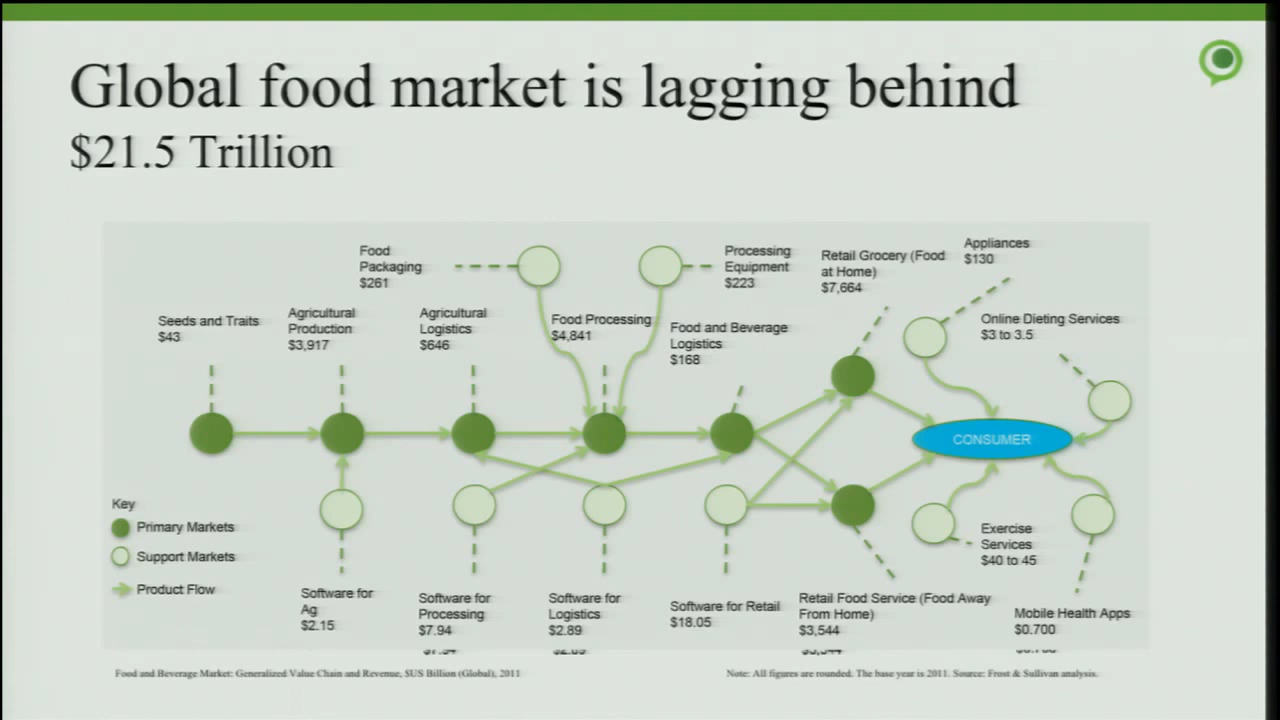 Global food market is lagging behind
$21.5 Trillion
Food
Packaging
$261
Processing
Equipment
$223
Retail Grocery (Food
at Home)
$7,664
Appliances
$130
Seeds and Traits
$43
Agricultural
Production
$3,917
Agricultural
Logistics
$646
Food Processing
$4,841
Food and Beverage
Logistics
$168
Online Dieting Services
$3 to 3.5
CONSUMER
Key
Primary Markets
Support Markets
Product Flow
Software for
Ag
$2.15
Software for
Processing
$7.94
Software for
Logistics
$2.89
Software for Retail
$18.05
Retail Food Service (Food Away
From Home)
$3,544
Exercise
Services
$40 to 45
Mobile Health Apps
$0.700
Food and Beverage Market: Generalized Value Chain and Revenue, $US Billion (Global), 2011
Note: All figures are rounded. The base year is 2011. Source: Frost & Sullivan analysis.